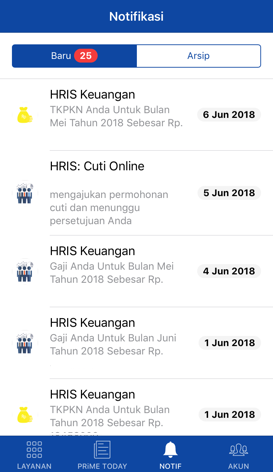 Notifikasi
Baru 25
Arsip
HRIS Keuangan
TKPKN Anda Untuk Bulan
Mei Tahun 2018 Sebesar Rp.
6 Jun 2018
HRIS: Cuti Online
mengajukan permohonan
cuti dan menunggu
persetujuan Anda
5 Jun 2018
HRIS Keuangan
Gaji Anda Untuk Bulan Mei
Tahun 2018 Sebesar Rp.
4 Jun 2018
HRIS Keuangan
Gaji Anda Untuk Bulan Juni
Tahun 2018 Sebesar Rp.
1 Jun 2018
HRIS Keuangan
TKPKN Anda Untuk Bulan
Mei Tahun 2018 Sebesar Rp.
1 Jun 2018
LAYANAN
PRiME TODAY
NOTIF
AKUN